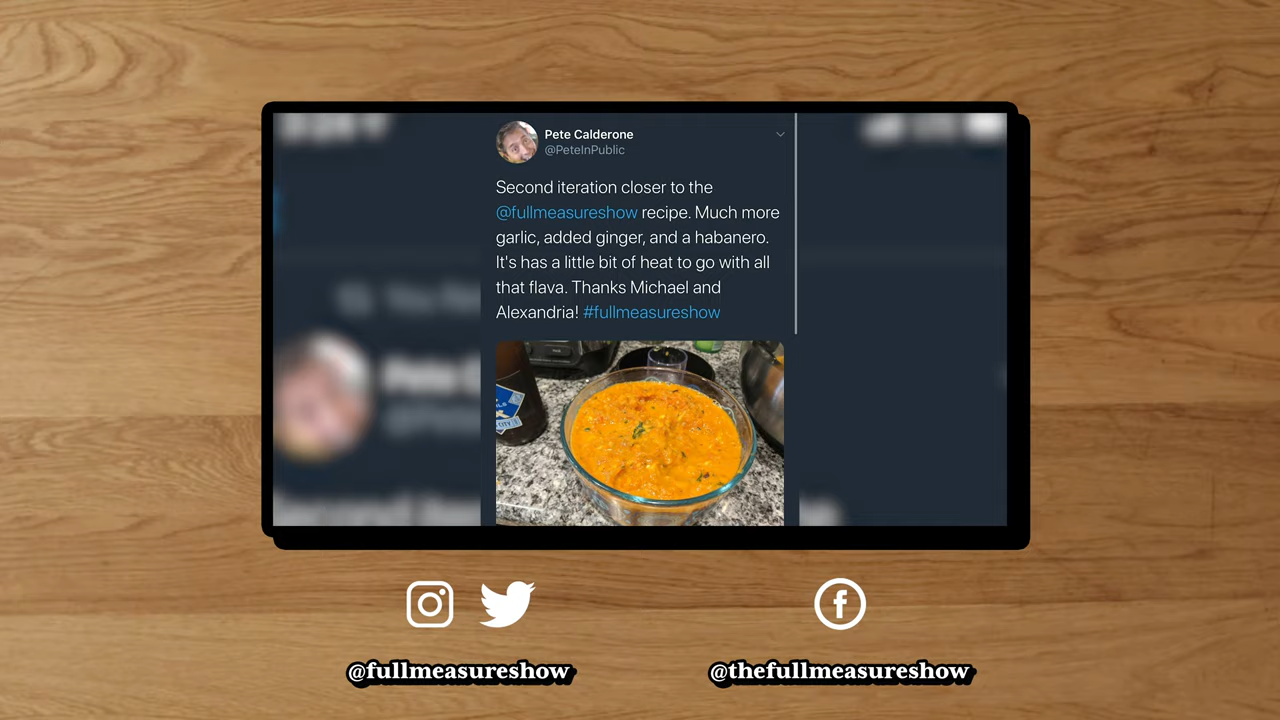 Pete Calderone
@PeteInPublic
Second iteration closer to the
@fullmeasureshow recipe. Much more
garlic, added ginger, and a habanero.
It's has a little bit of heat to go with all
that flava. Thanks Michael and
Alexandria! #fullmeasureshow
@fullmeasureshow
@thefullmeasureshow